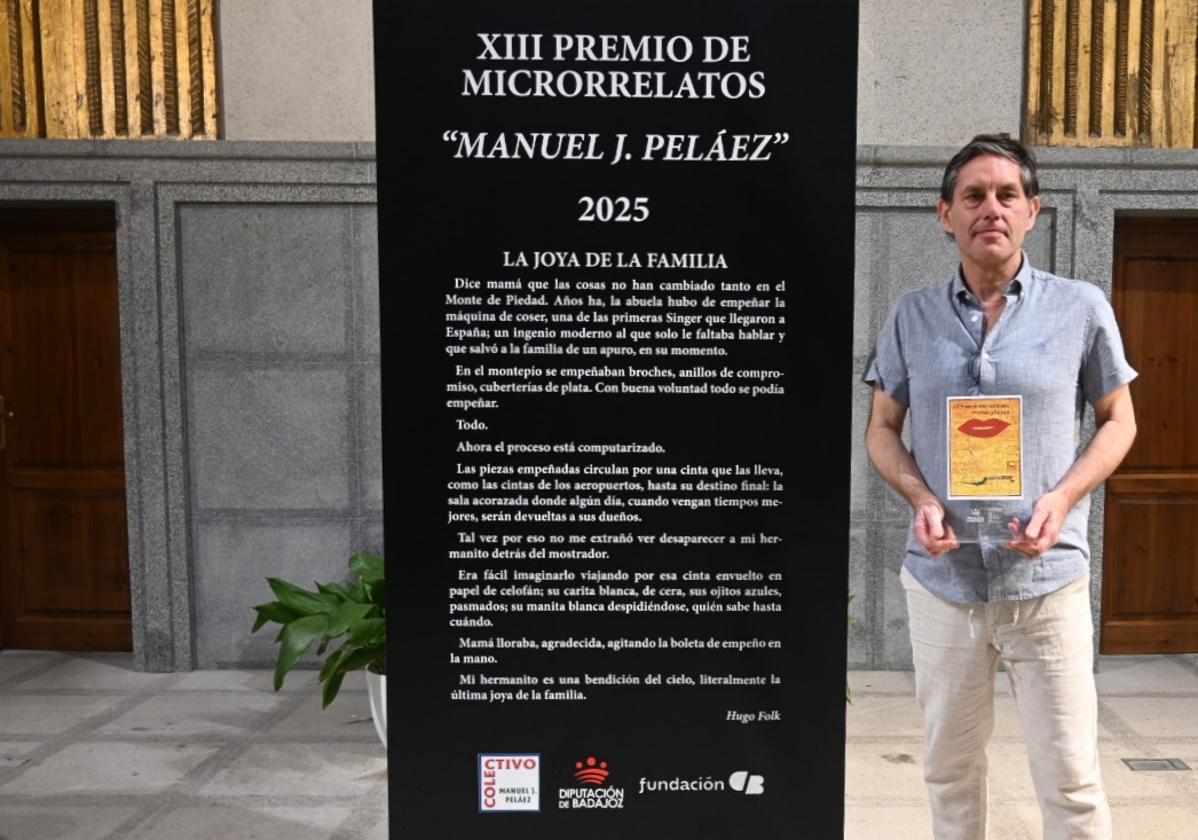 XIII PREMIO DE
MICRORRELATOS
“MANUEL J. PELÁEZ”
2025
LA JOYA DE LA FAMILIA
Dice mamá que las cosas no han cambiado tanto en el
Monte de Piedad. Años ha, la abuela hubo de empeñar la
máquina de coser, una de las primeras Singer que llegaron a
España; un ingenio moderno al que solo le faltaba hablar y
que salvó a la familia de un apuro, en su momento.
En el montepío se empeñaban broches, anillos de compro-
miso, cuberterías de plata. Con buena voluntad todo se podía
empeñar.
Todo.
Ahora el proceso está computarizado.
Las piezas empeñadas circulan por una cinta que las lleva,
como las cintas de los aeropuertos, hasta su destino final: la
sala acorazada donde algún día, cuando vengan tiempos me-
jores, serán devueltas a sus dueños.
Tal vez por eso no me extrañó ver desaparecer a mi her-
manito detrás del mostrador.
Era fácil imaginarlo viajando por esa cinta envuelto en
papel de celofán; su carita blanca, de cera, sus ojitos azules,
pasmados; su manita blanca despidiéndose, quién sabe hasta
cuándo.
Mamá lloraba, agradecida, agitando la boleta de empeño en
la mano.
Mi hermanito es una bendición del cielo, literalmente la
última joya de la familia.
Hugo Folk
COLECTIVO
MANUEL J.
PELÁEZ
DIPUTACIÓN
DE BADAJOZ
fundación CB